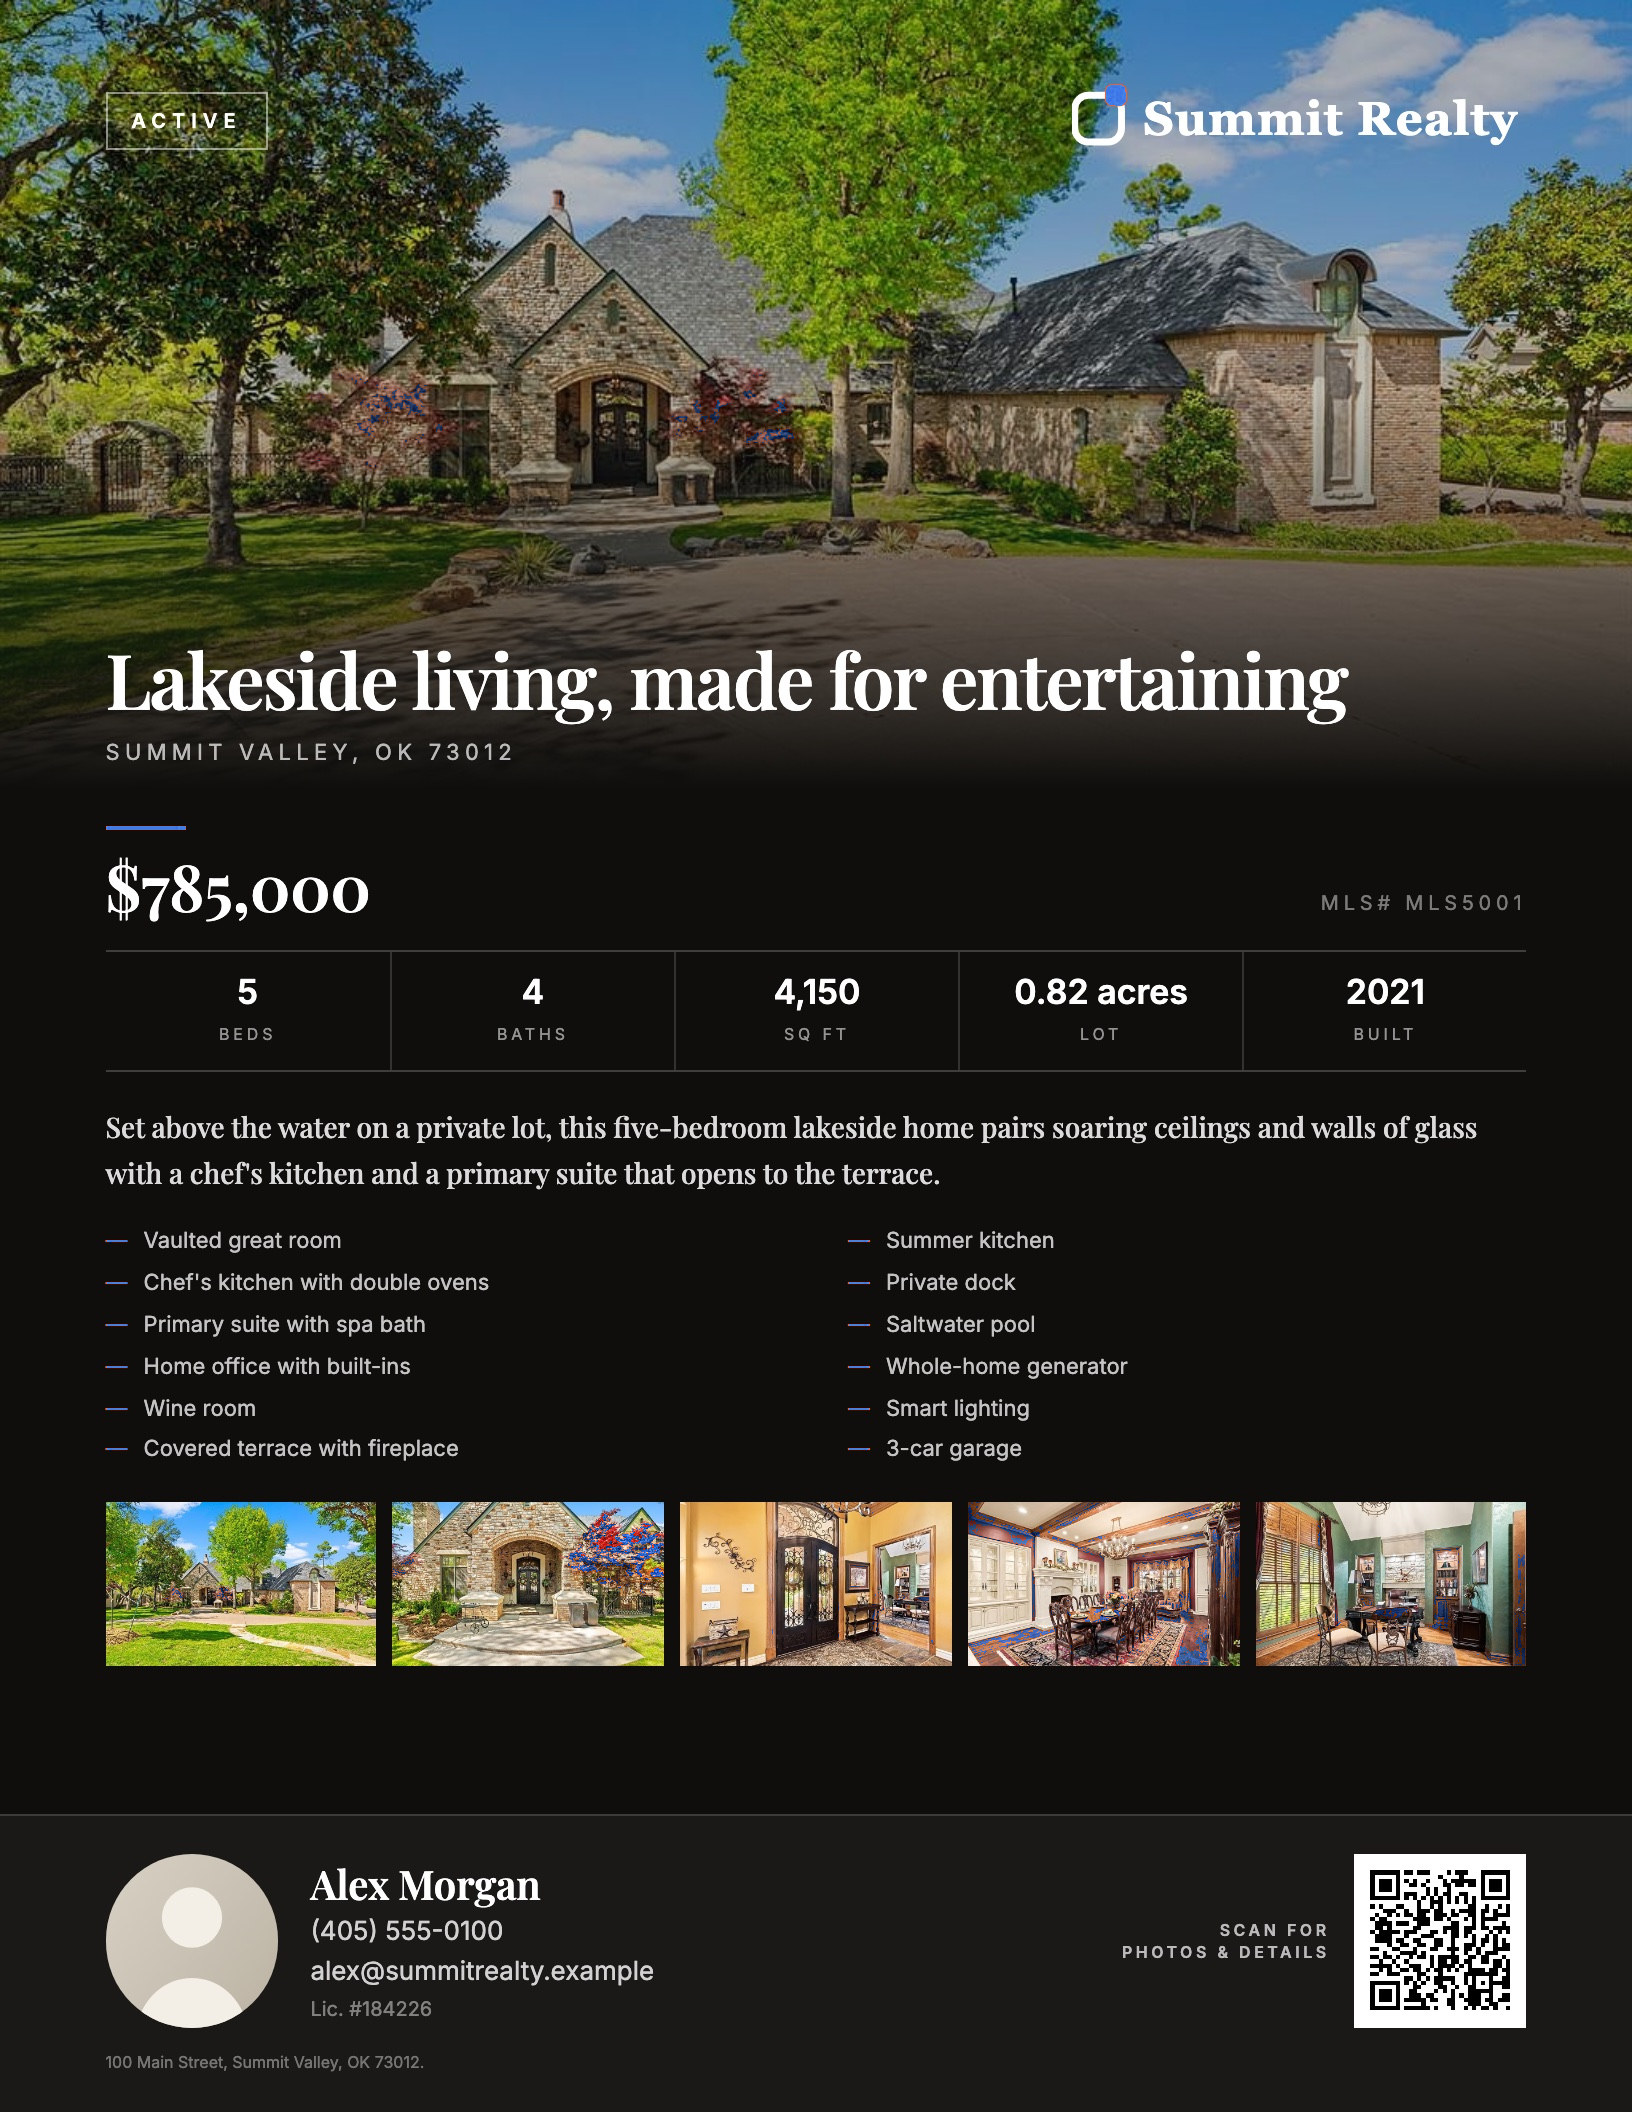 ACTIVE
Summit Realty
Lakeside living, made for entertaining
SUMMIT VALLEY, OK 73012
$785,000
MLS# MLS5001
5
BEDS
4
BATHS
4,150
SQ FT
0.82 acres
LOT
2021
BUILT
Set above the water on a private lot, this five-bedroom lakeside home pairs soaring ceilings and walls of glass
with a chef's kitchen and a primary suite that opens to the terrace.
— Vaulted great room
— Chef's kitchen with double ovens
— Primary suite with spa bath
— Home office with built-ins
— Wine room
— Covered terrace with fireplace
— Summer kitchen
— Private dock
— Saltwater pool
— Whole-home generator
— Smart lighting
— 3-car garage
Alex Morgan
(405) 555-0100
alex@summitrealty.example
Lic. #184226
SCAN FOR
PHOTOS & DETAILS
100 Main Street, Summit Valley, OK 73012.